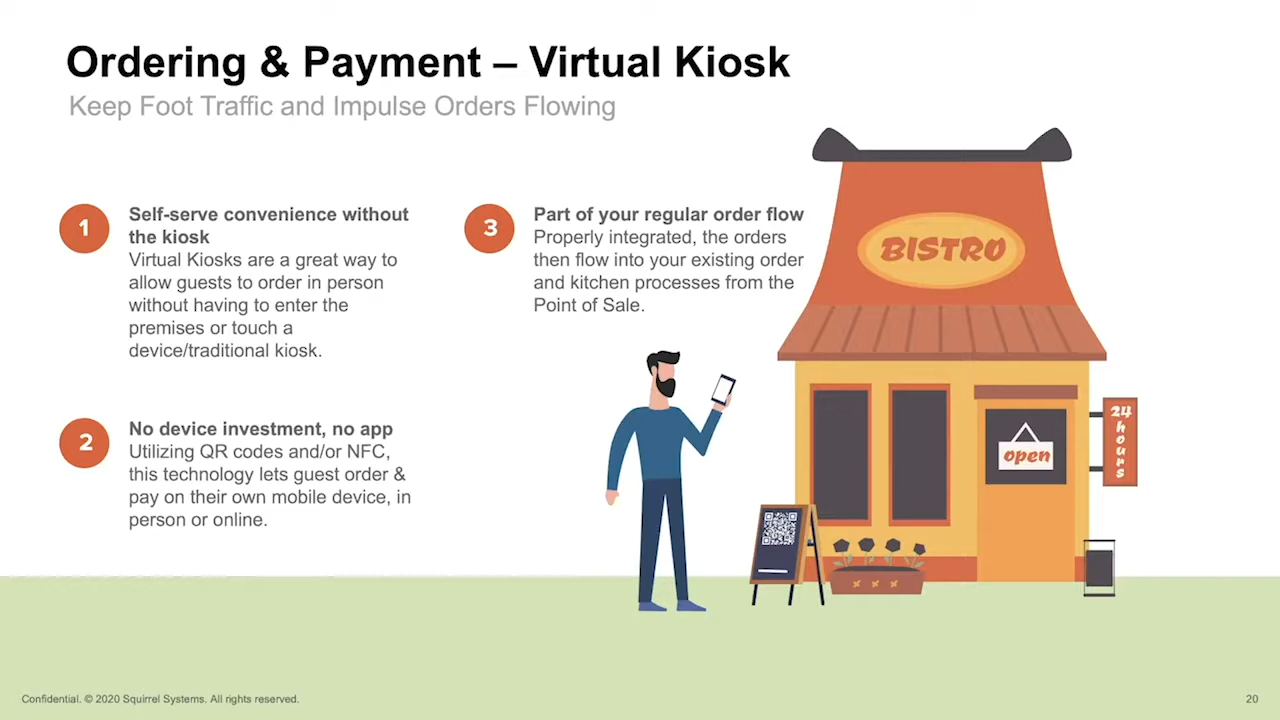 Ordering & Payment – Virtual Kiosk
Keep Foot Traffic and Impulse Orders Flowing
1
Self-serve convenience without
the kiosk
Virtual Kiosks are a great way to
allow guests to order in person
without having to enter the
premises or touch a
device/traditional kiosk.
2
No device investment, no app
Utilizing QR codes and/or NFC,
this technology lets guest order &
pay on their own mobile device, in
person or online.
3
Part of your regular order flow
Properly integrated, the orders
then flow into your existing order
and kitchen processes from the
Point of Sale.
BISTRO
24
hours
open
Confidential. © 2020 Squirrel Systems. All rights reserved.
20